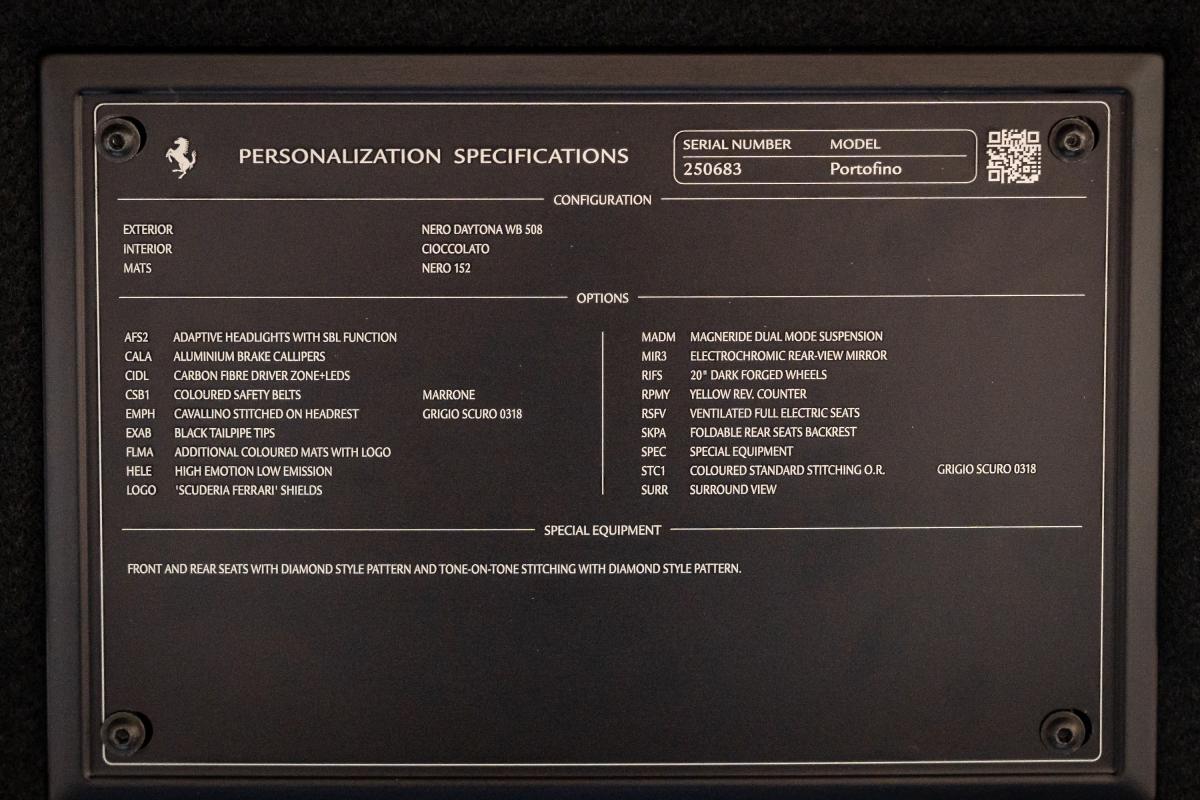 PERSONALIZATION SPECIFICATIONS
SERIAL NUMBER MODEL
250683 Portofino
CONFIGURATION
EXTERIOR NERO DAYTONA WB 508
INTERIOR CIOCCOLATO
MATS NERO 152
OPTIONS
AFS2 ADAPTIVE HEADLIGHTS WITH SBL FUNCTION
CALA ALUMINIUM BRAKE CALLIPERS
CIDL CARBON FIBRE DRIVER ZONE+LEDS
CSB1 COLOURED SAFETY BELTS MARRONE
EMPH CAVALLINO STITCHED ON HEADREST GRIGIO SCURO 0318
EXAB BLACK TAILPIPE TIPS
FLMA ADDITIONAL COLOURED MATS WITH LOGO
HELE HIGH EMOTION LOW EMISSION
LOGO 'SCUDERIA FERRARI' SHIELDS
MADM MAGNERIDE DUAL MODE SUSPENSION
MIR3 ELECTROCHROMIC REAR-VIEW MIRROR
RIFS 20" DARK FORGED WHEELS
RPMY YELLOW REV. COUNTER
RSFV VENTILATED FULL ELECTRIC SEATS
SKPA FOLDABLE REAR SEATS BACKREST
SPEC SPECIAL EQUIPMENT
STC1 COLOURED STANDARD STITCHING O.R. GRIGIO SCURO 0318
SURR SURROUND VIEW
SPECIAL EQUIPMENT
FRONT AND REAR SEATS WITH DIAMOND STYLE PATTERN AND TONE-ON-TONE STITCHING WITH DIAMOND STYLE PATTERN.